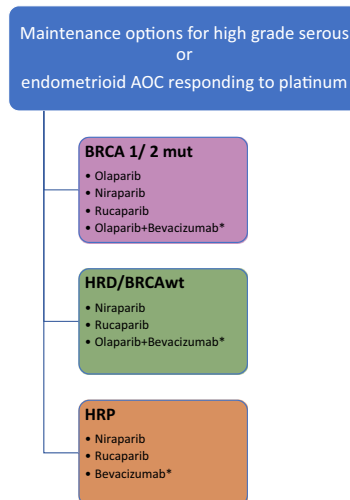 Maintenance options for high grade serous
or
endometrioid AOC responding to platinum
BRCA 1/ 2 mut
• Olaparib
• Niraparib
• Rucaparib
• Olaparib+Bevacizumab*
HRD/BRCAwt
• Niraparib
• Rucaparib
• Olaparib+Bevacizumab*
HRP
• Niraparib
• Rucaparib
• Bevacizumab*